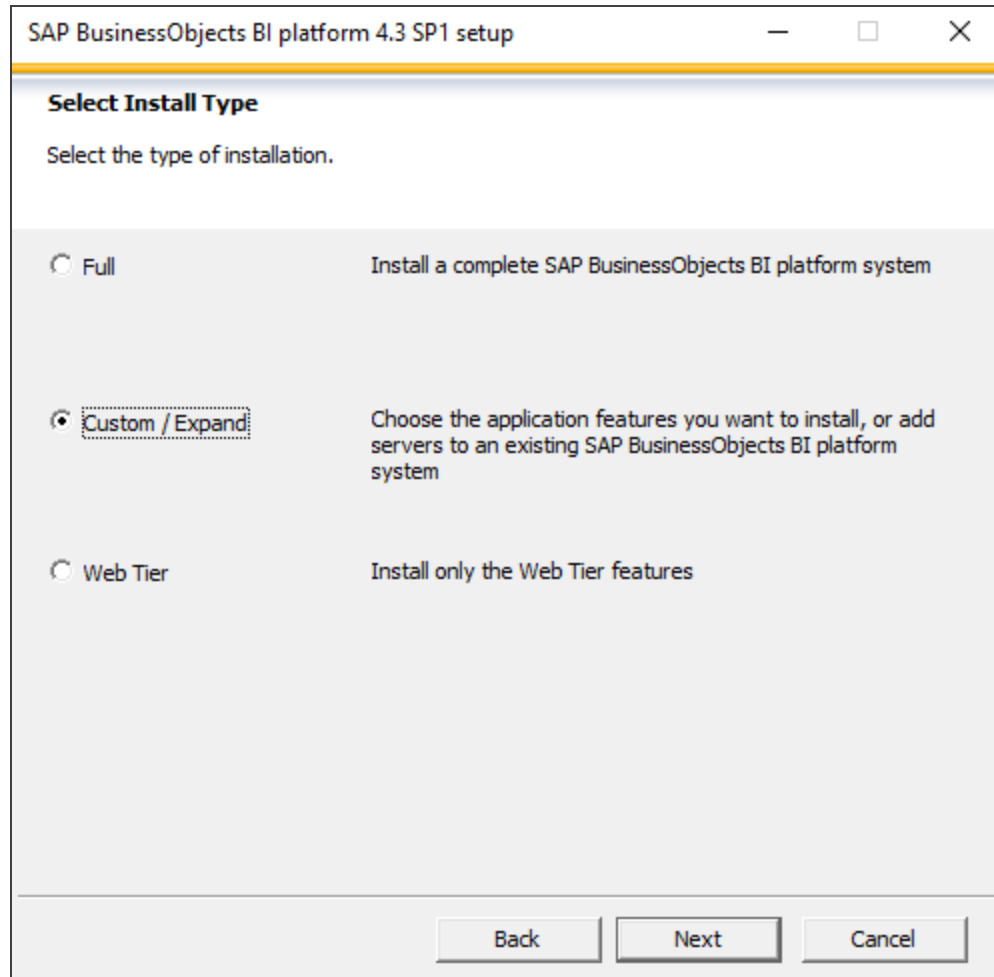 SAP BusinessObjects BI platform 4.3 SP1 setup
Select Install Type
Select the type of installation.
Full
Install a complete SAP BusinessObjects BI platform system
Custom / Expand
Choose the application features you want to install, or add
servers to an existing SAP BusinessObjects BI platform
system
Web Tier
Install only the Web Tier features
Back
Next
Cancel